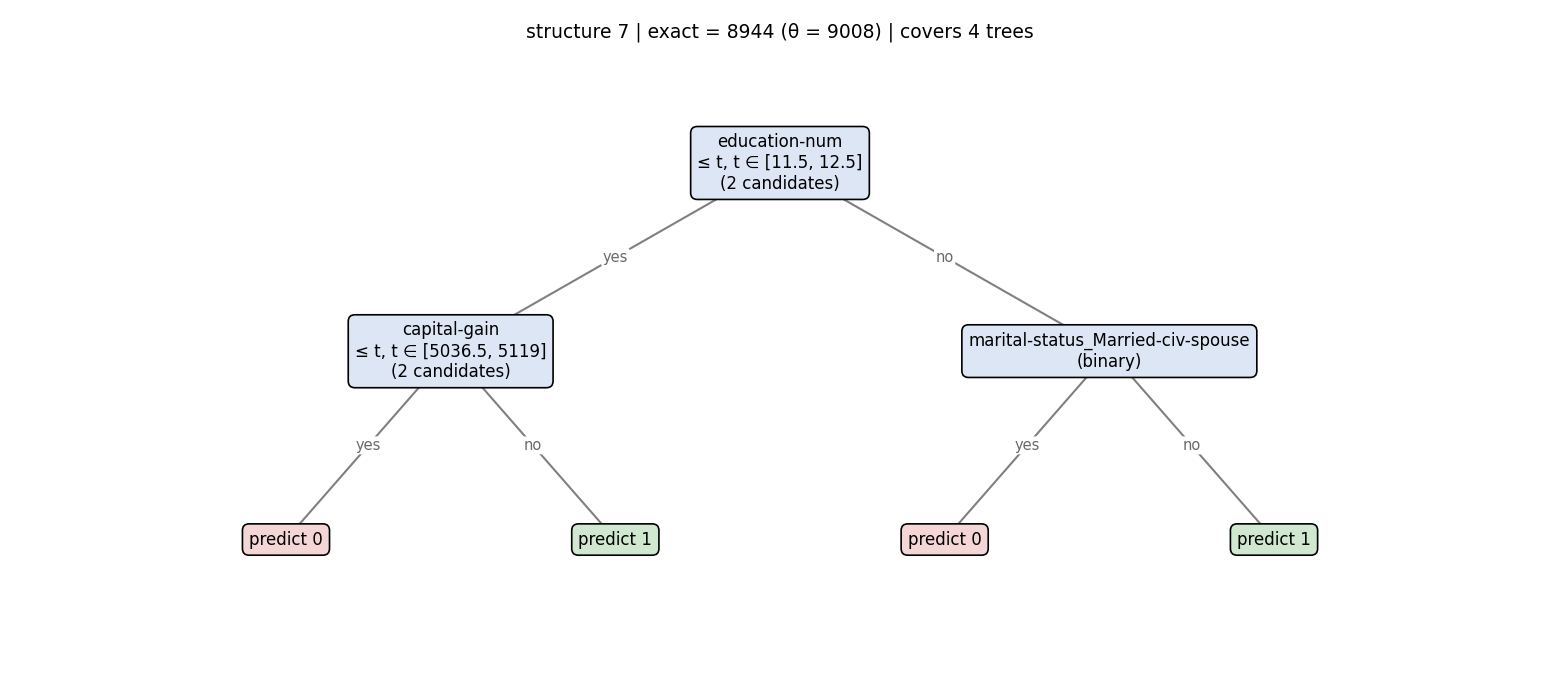 structure 7 | exact = 8944 (θ = 9008) | covers 4 trees
education-num
≤ t, t ∈ [11.5, 12.5]
(2 candidates)
yes
no
capital-gain
≤ t, t ∈ [5036.5, 5119]
(2 candidates)
marital-status_Married-civ-spouse
(binary)
yes
no
yes
no
predict 0
predict 1
predict 0
predict 1